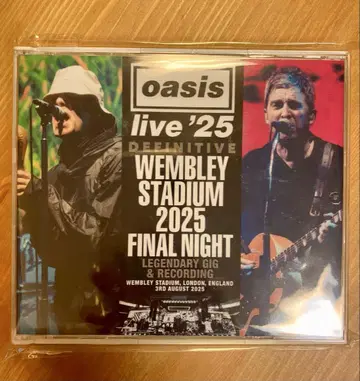 oasis
live '25
DEFINITIVE
WEMBLEY
STADIUM
2025
FINAL NIGHT
LEGENDARY GIG
& RECORDING
WEMBLEY STADIUM, LONDON, ENGLAND
3RD AUGUST 2025